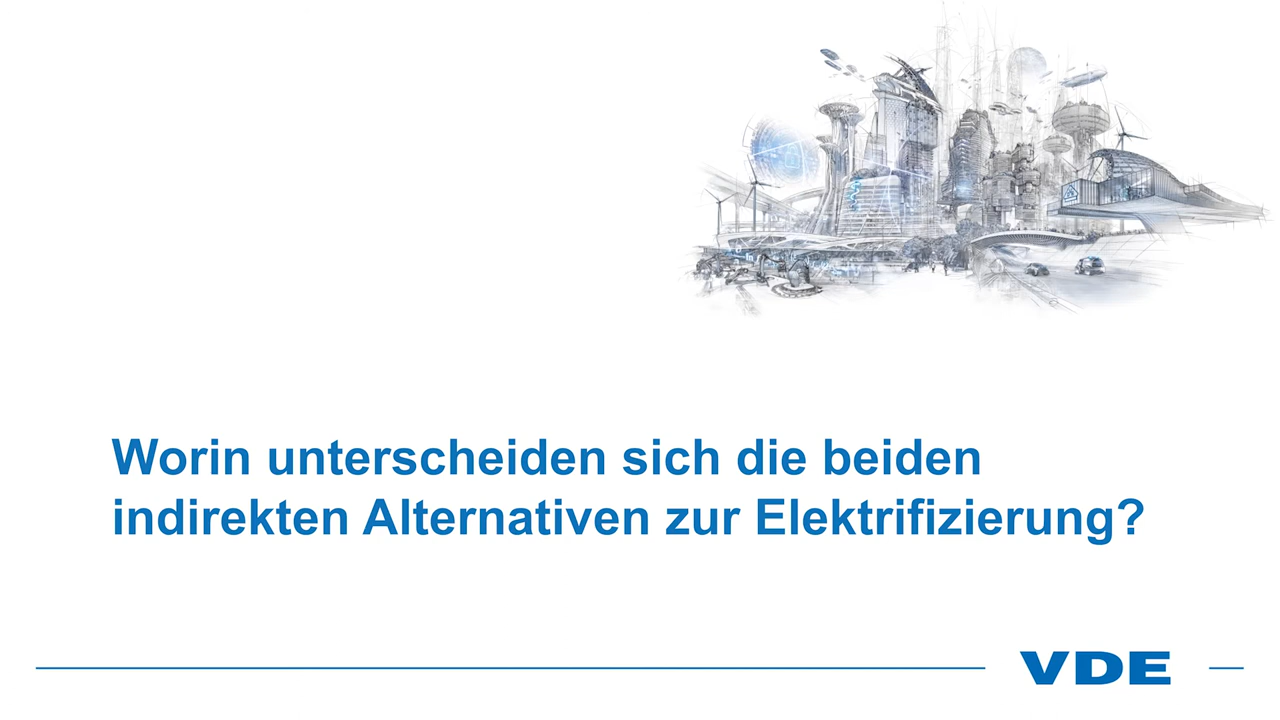 Worin unterscheiden sich die beiden
indirekten Alternativen zur Elektrifizierung?
VDE